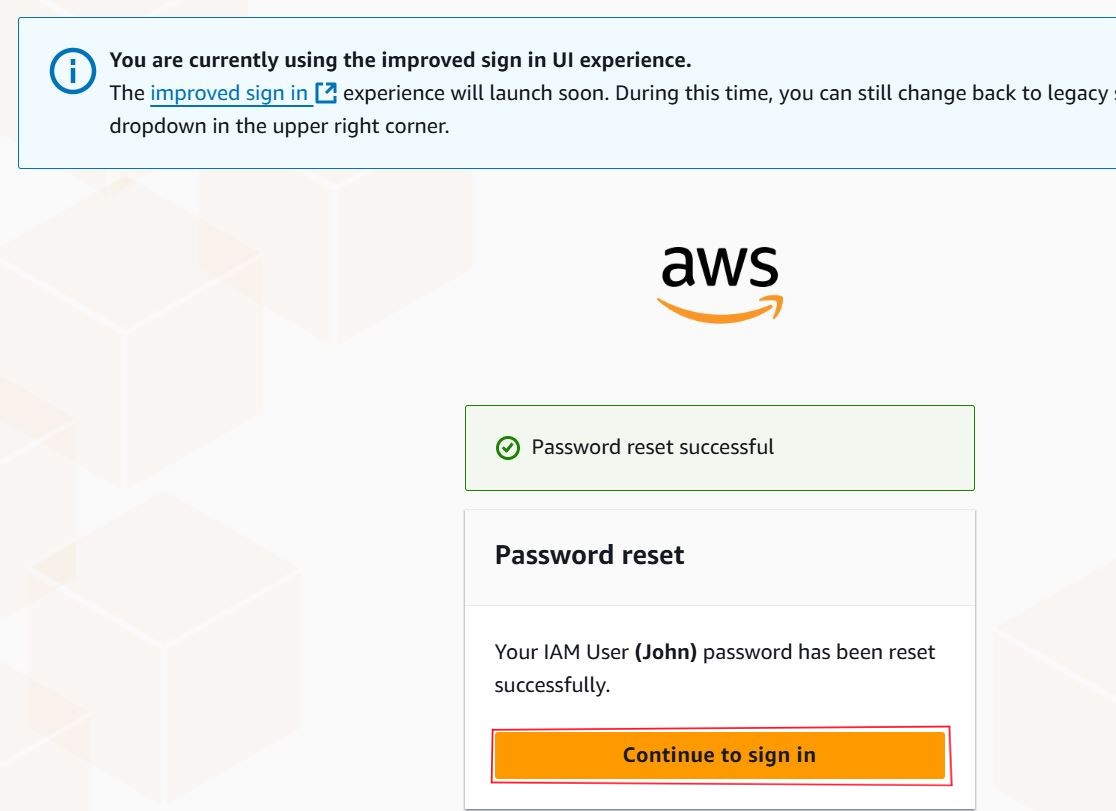 You are currently using the improved sign in UI experience.
The improved sign in experience will launch soon. During this time, you can still change back to legacy
dropdown in the upper right corner.
aws
Password reset successful
Password reset
Your IAM User (John) password has been reset
successfully.
Continue to sign in